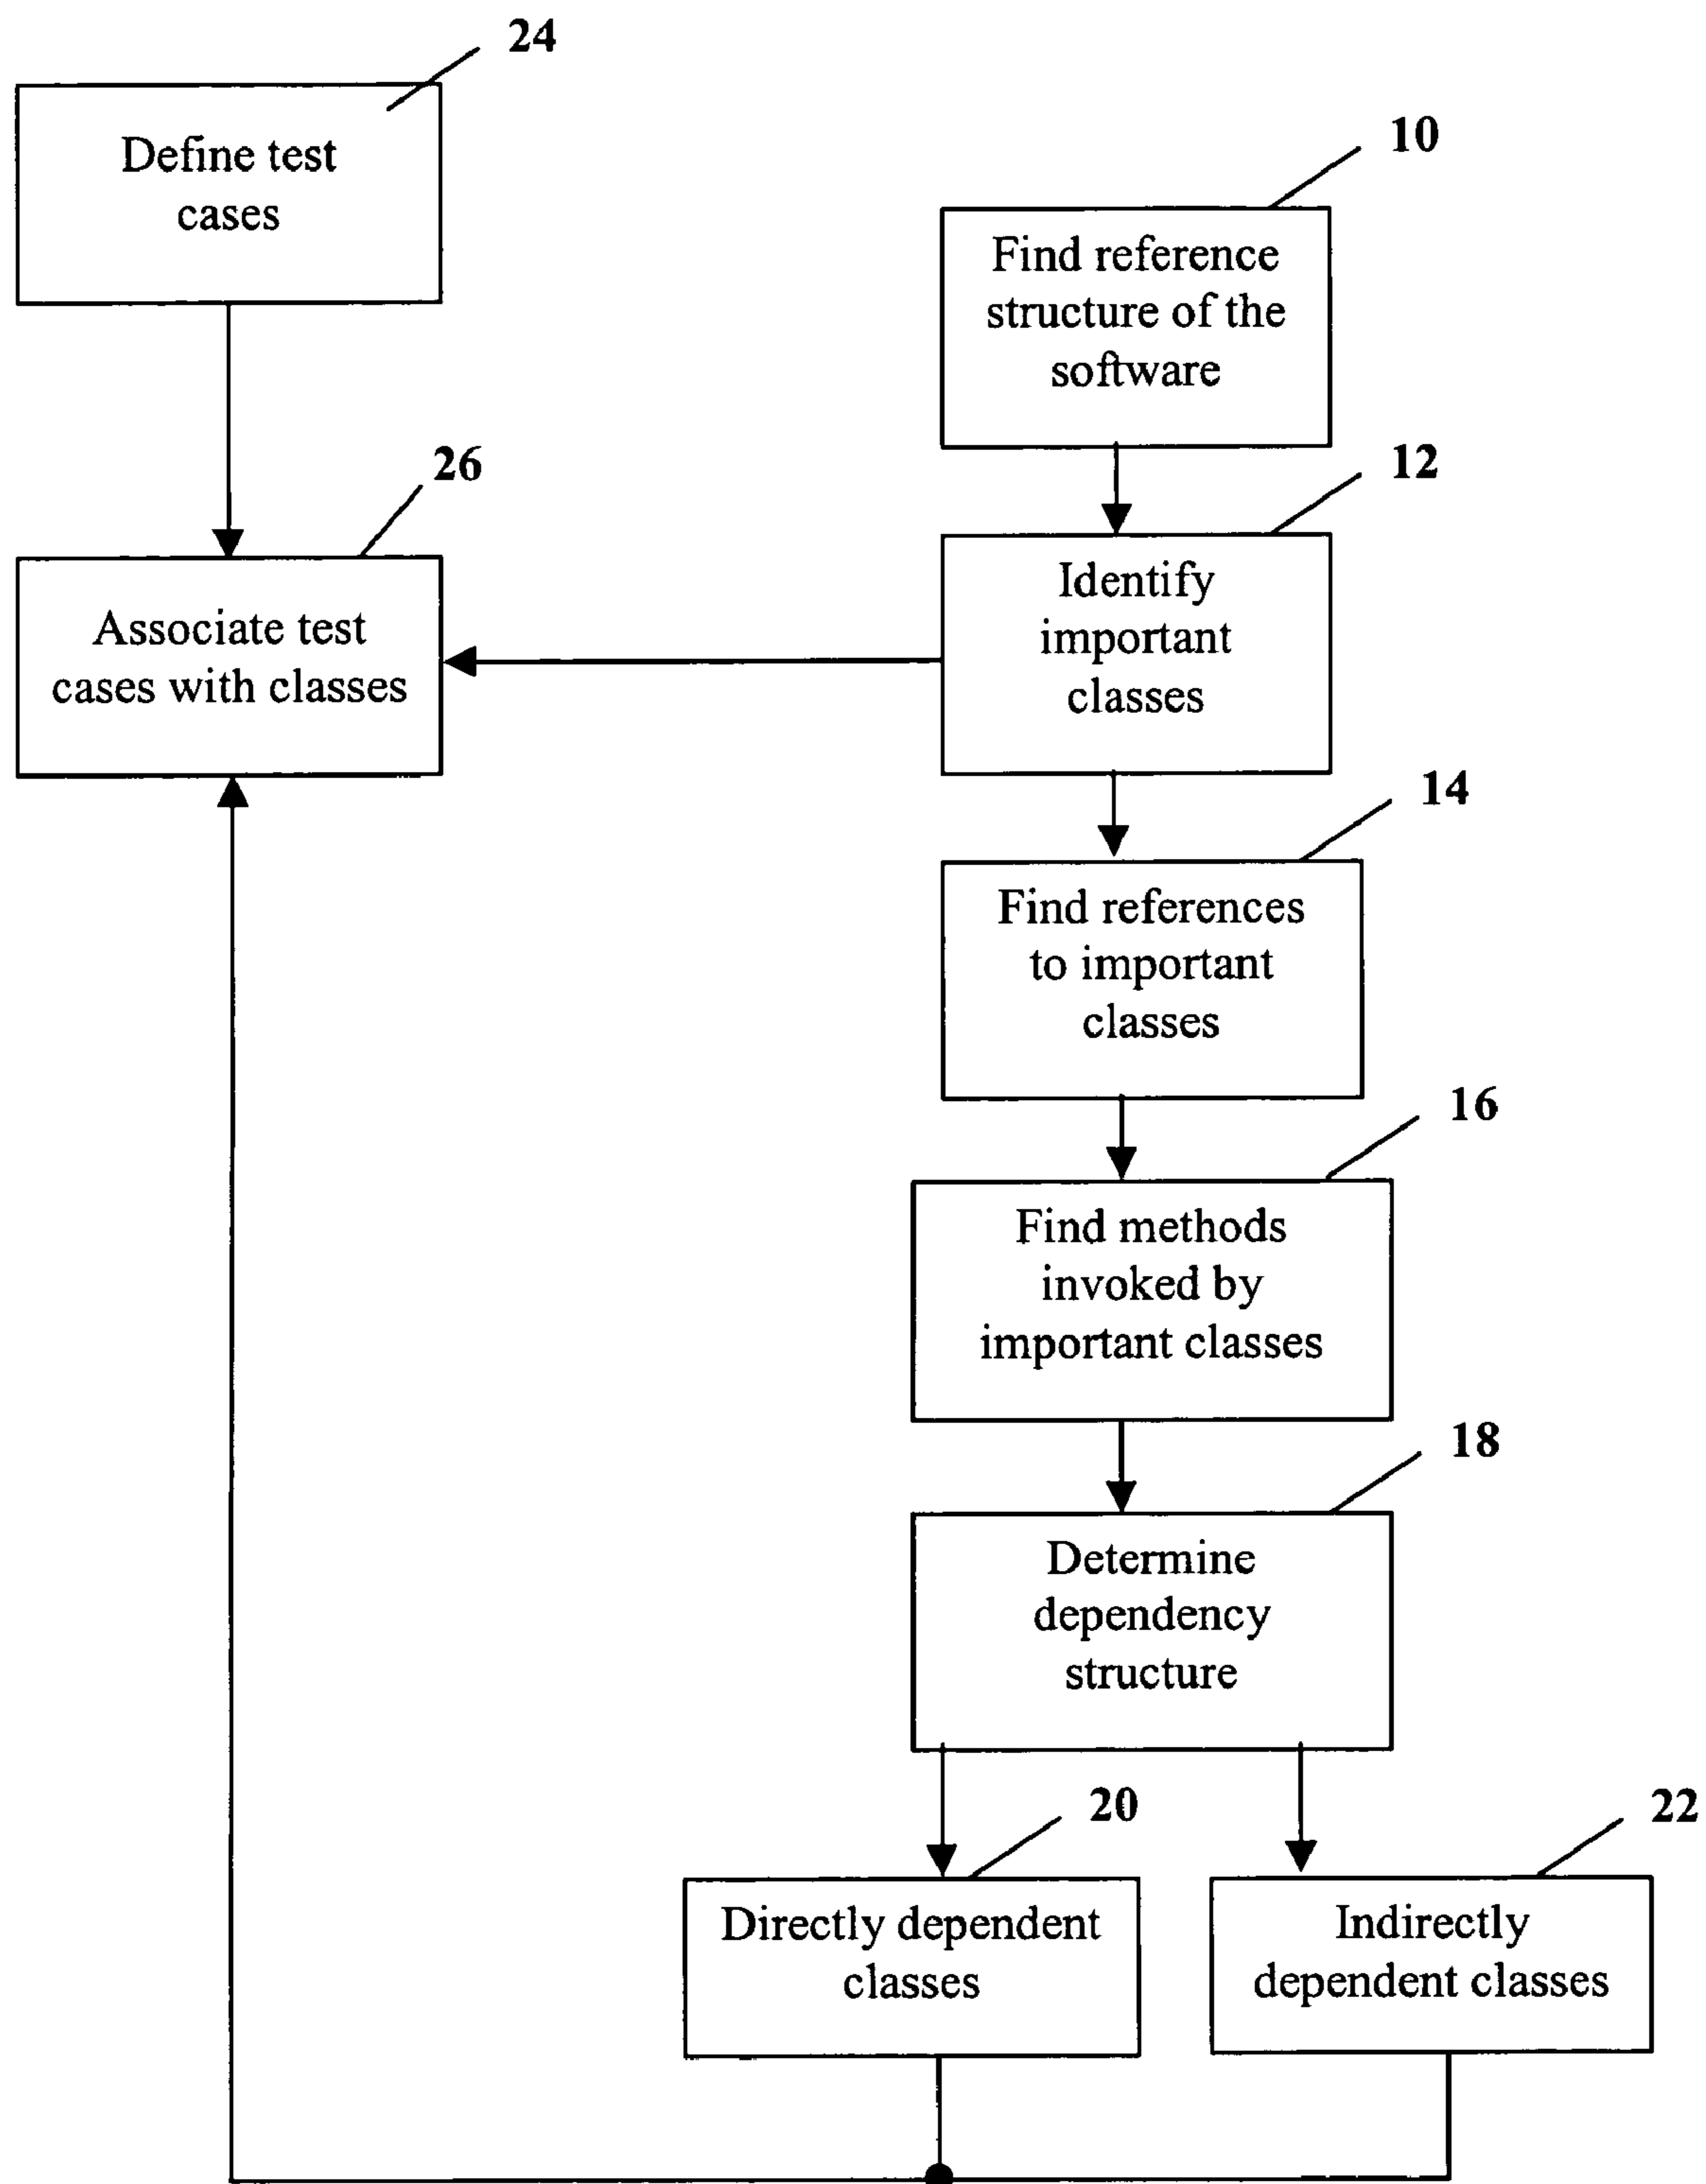 24
Define test
cases
10
Find reference
structure of the
software
26
Associate test
cases with classes
12
Identify
important
classes
14
Find references
to important
classes
16
Find methods
invoked by
important classes
18
Determine
dependency
structure
20
Directly dependent
classes
22
Indirectly
dependent classes